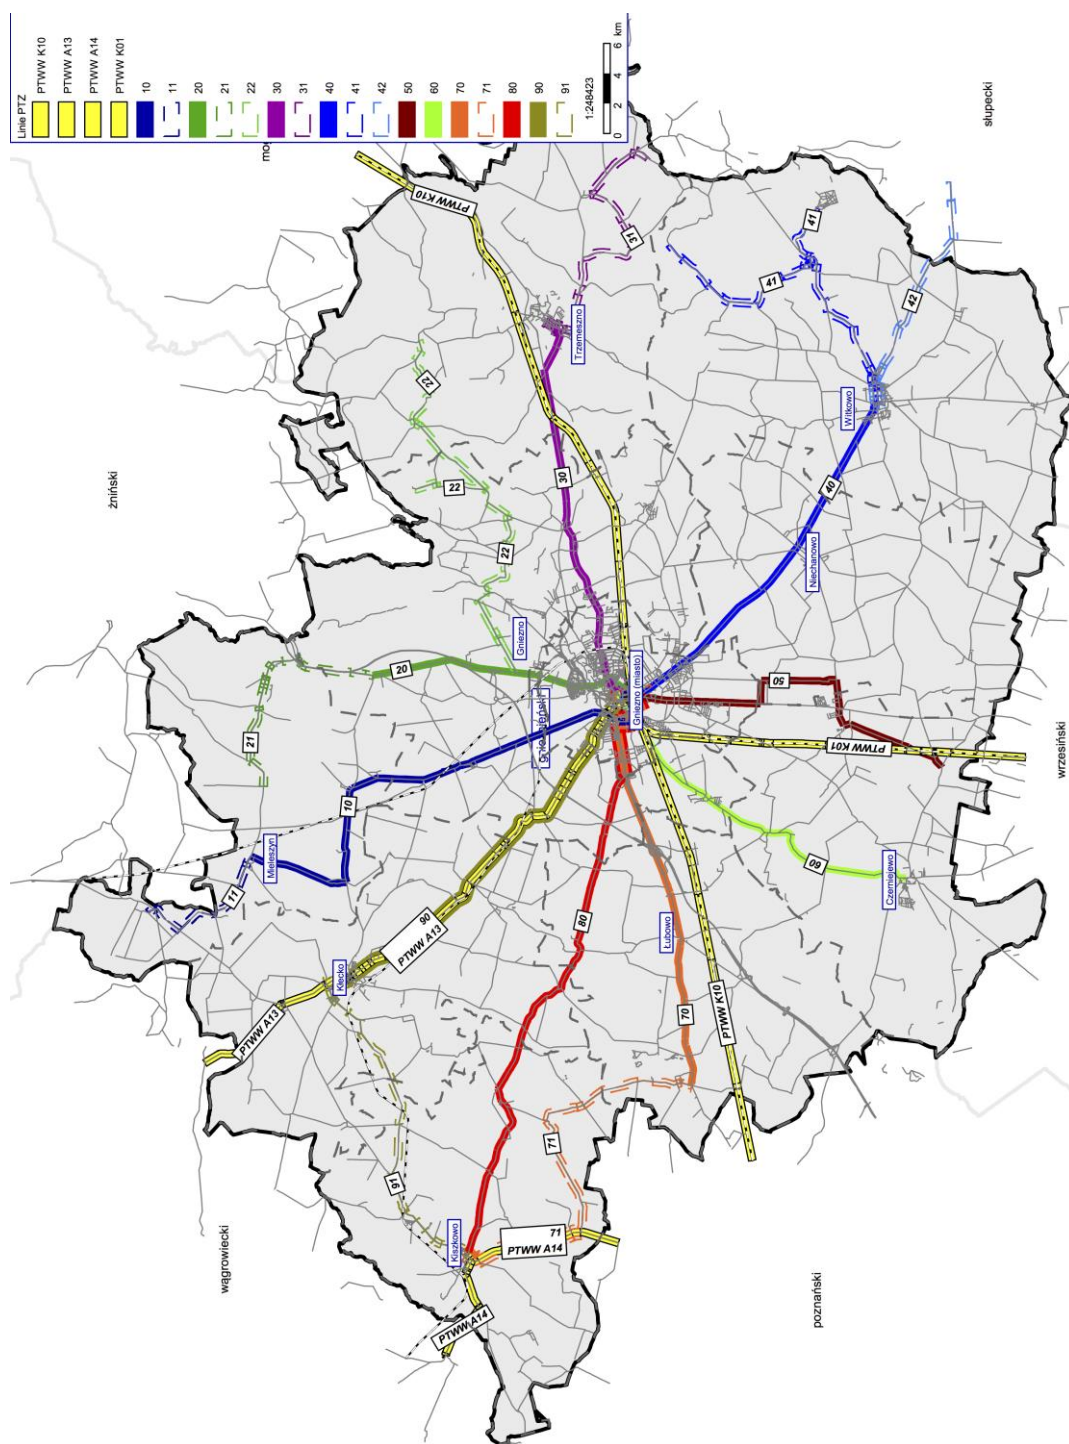 Linie PTZ
PTWW K10
PTWW A13
PTWW A14
PTWW K01
10
11
20
21
22
30
31
40
41
42
50
60
70
71
80
90
91
1:248423
0 2 4 6 km
słupecki
żniński
wągrowiecki
poznański
wrzesiński
gnieźnieński
PTWW K10
31
Trzemeszno
41
41
42
Witkowo
22
22
22
30
40
Niechanowo
Gniezno
20
21
Gniezno (miasto)
50
PTWW K01
10
Mieleszyn
11
60
Czerniejewo
90
PTWW A13
80
Łubowo
70
PTWW K10
Kłecko
PTWW A13
91
71
Kiszkowo
71
PTWW A14
PTWW A14